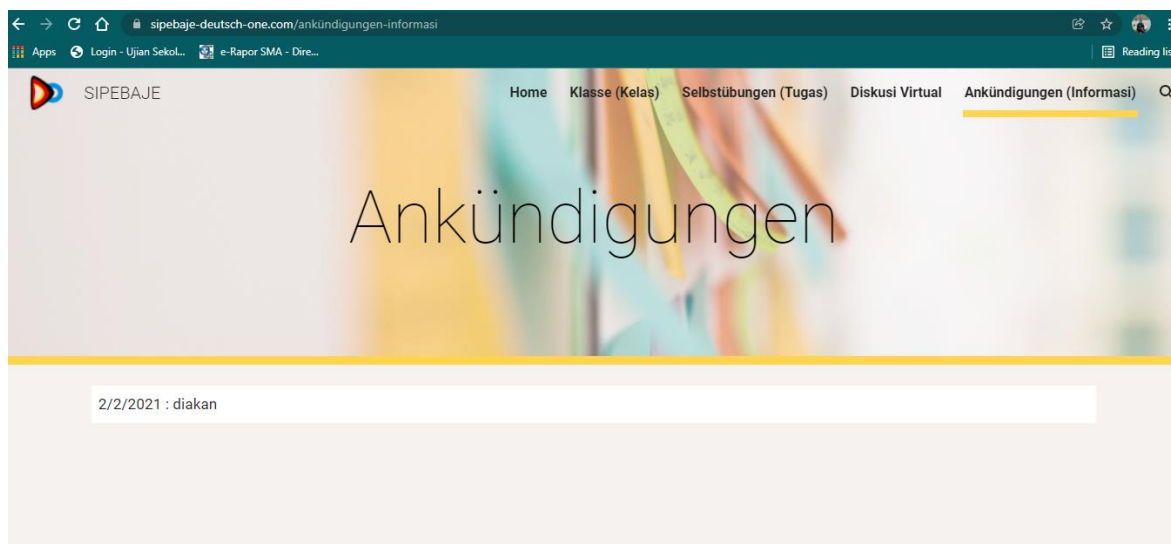 sipebaje-deutsch-one.com/ankündigungen-informasi
Apps Login - Ujian Sekol... e-Rapor SMA - Dire... Reading lis
SIPEBAJE Home Klasse (Kelas) Selbstübungen (Tugas) Diskusi Virtual Ankündigungen (Informasi)
Ankündigungen
2/2/2021 : diakan